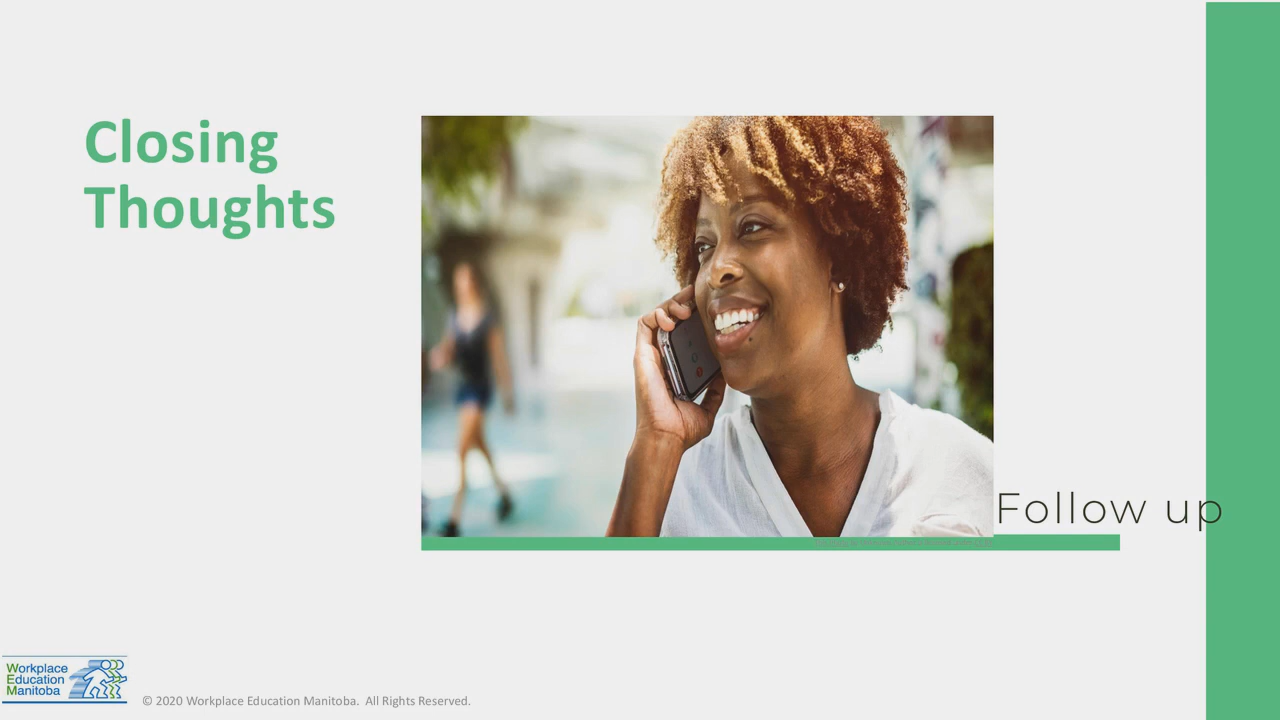 Closing
Thoughts
Follow up
Workplace
Education
Manitoba
© 2020 Workplace Education Manitoba. All Rights Reserved.